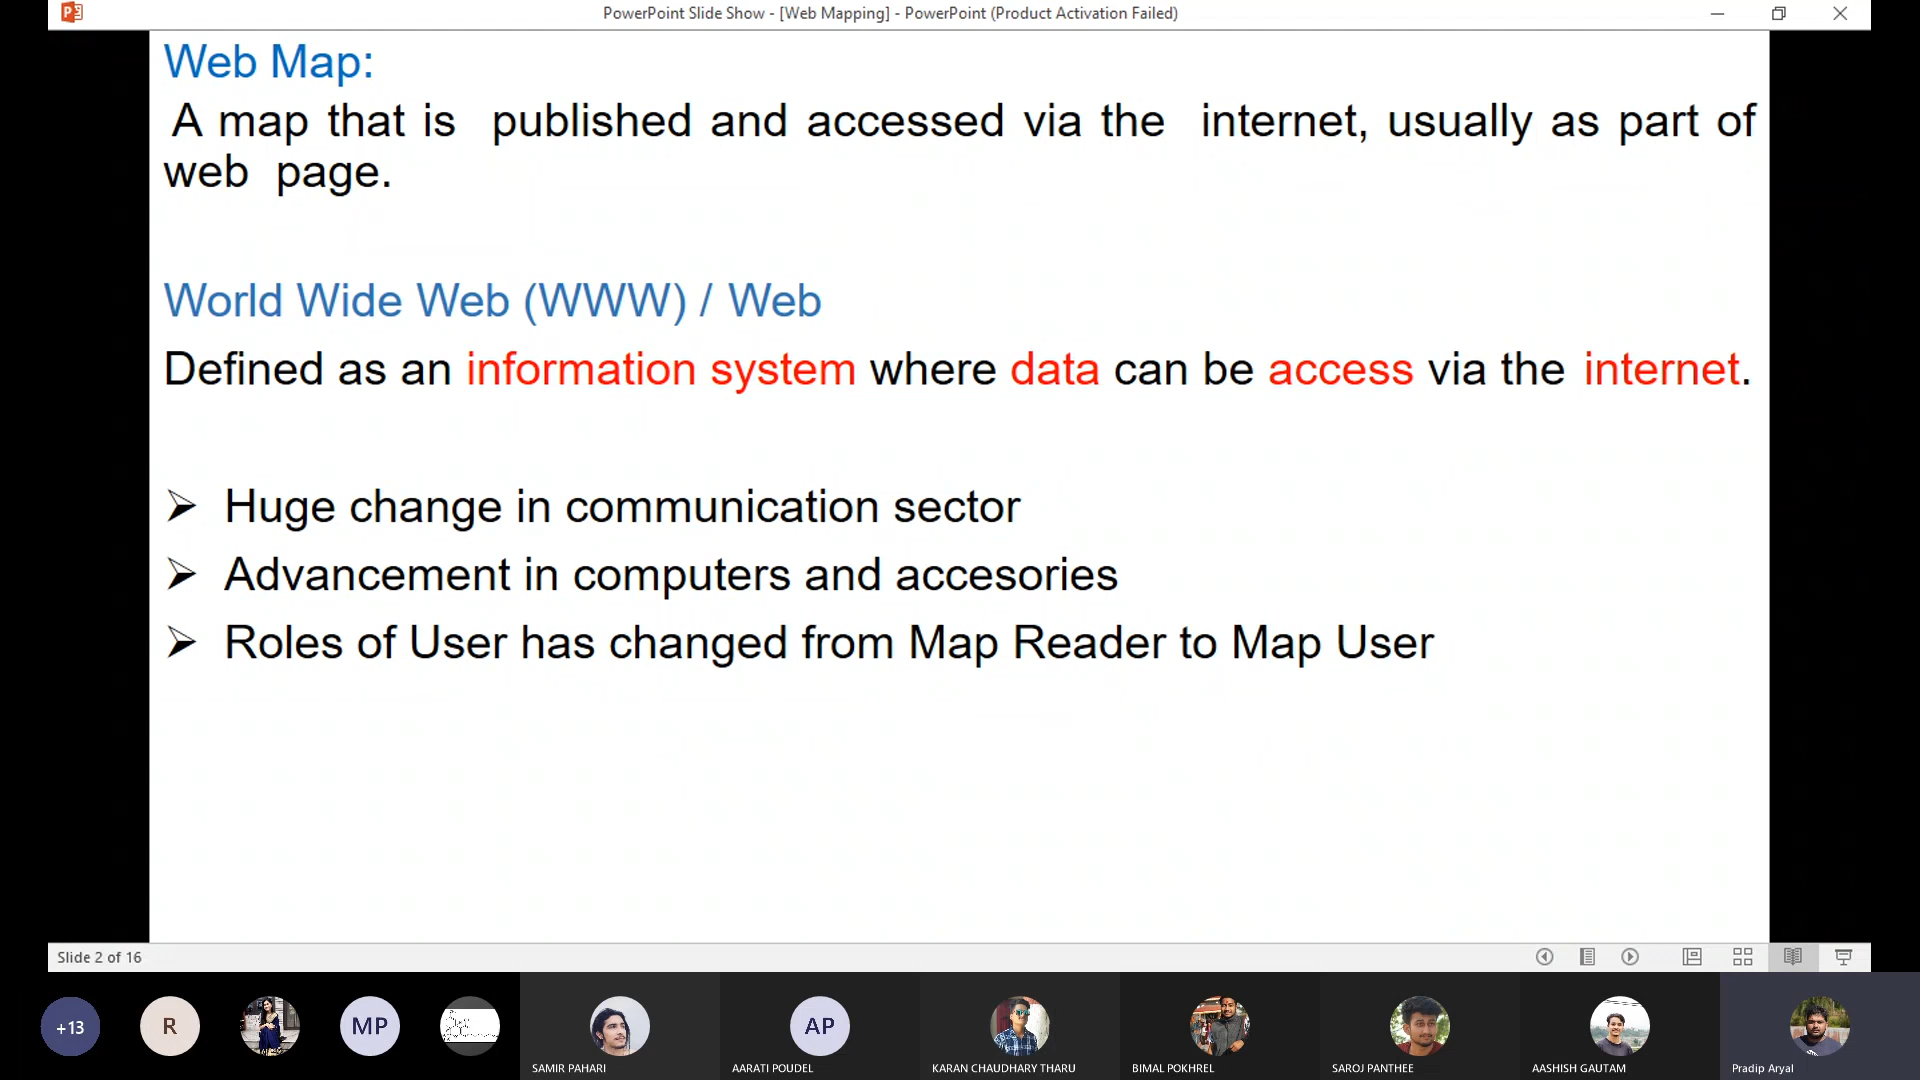 PowerPoint Slide Show - [Web Mapping] - PowerPoint (Product Activation Failed)
Web Map:
A map that is published and accessed via the internet, usually as part of
web page.
World Wide Web (WWW) / Web
Defined as an information system where data can be access via the internet.
➢ Huge change in communication sector
➢ Advancement in computers and accesories
➢ Roles of User has changed from Map Reader to Map User
Slide 2 of 16
+13
R
MP
AP
SAMIR PAHARI
AARATI POUDEL
KARAN CHAUDHARY THARU
BIMAL POKHREL
SAROJ PANTHEE
AASHISH GAUTAM
Pradip Aryal